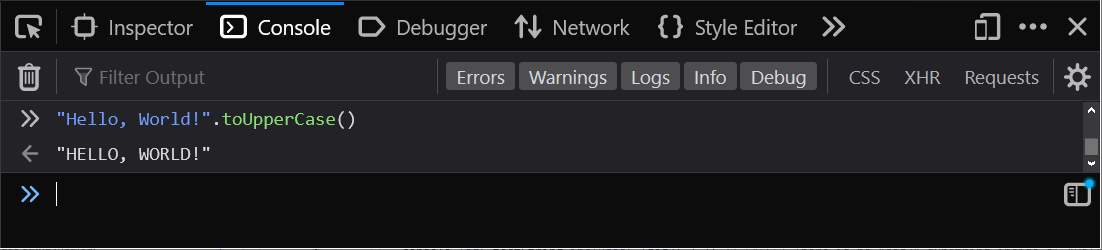 Inspector Console Debugger Network Style Editor
Filter Output Errors Warnings Logs Info Debug CSS XHR Requests
"Hello, World!".toUpperCase()
"HELLO, WORLD!"